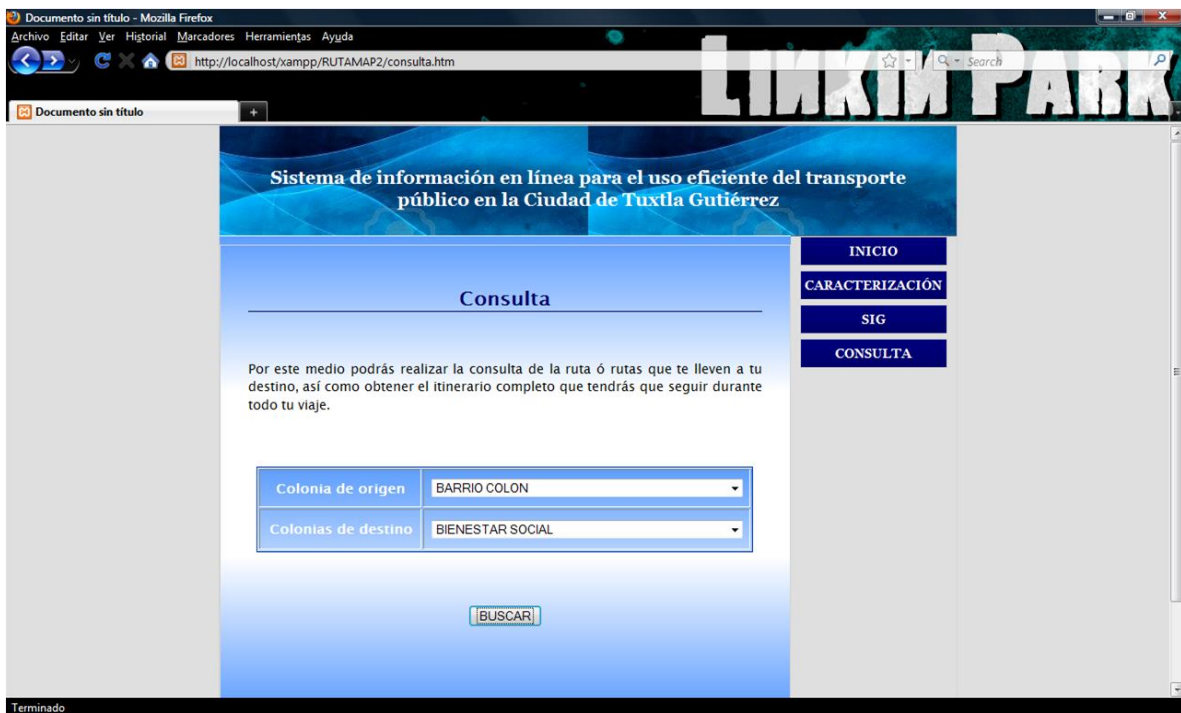 Documento sin título - Mozilla Firefox
Archivo Editar Ver Historial Marcadores Herramientas Ayuda
http://localhost/xampp/RUTAMAP2/consulta.htm
Search
LINKIN PARK
Documento sin título
Sistema de información en línea para el uso eficiente del transporte
público en la Ciudad de Tuxtla Gutiérrez
INICIO
CARACTERIZACIÓN
SIG
CONSULTA
Consulta
Por este medio podrás realizar la consulta de la ruta ó rutas que te lleven a tu
destino, así como obtener el itinerario completo que tendrás que seguir durante
todo tu viaje.
Colonia de origen BARRIO COLON
Colonias de destino BIENESTAR SOCIAL
BUSCAR
Terminado